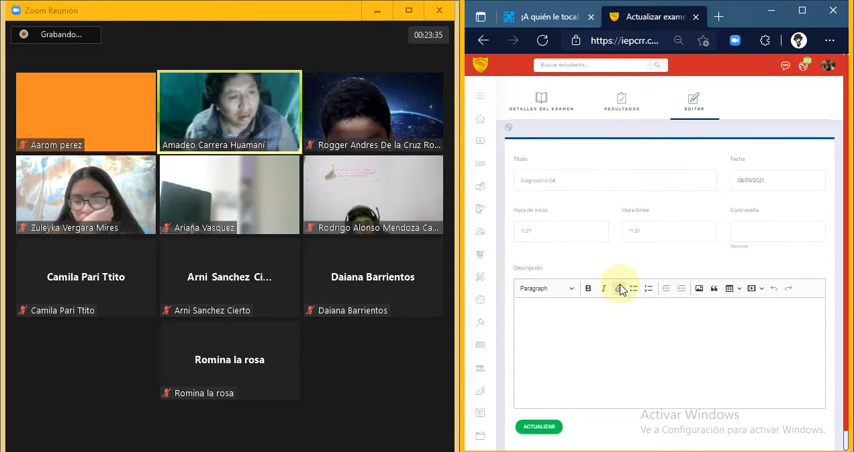 Zoom Reunión
Grabando...
00:23:35
Aarom perez
Amadeo Carrera Huamaní
Rogger Andres De la Cruz Ro...
Zuleyka Vergara Mires
Ariana Vasquez
Rodrigo Alonso Mendoza Ca...
Camila Pari Ttito
Arni Sanchez Ci...
Daiana Barrientos
Camila Pari Ttito
Arni Sanchez Cierto
Daiana Barrientos
Romina la rosa
Romina la rosa
¡A quién le tocal
Actualizar exame
https://iepcrr.c...
Buscar estudiante...
DETALLES DEL EXAMEN
RESULTADOS
EDITAR
Título
Fecha
Diagnostico 04
08/09/2021
Hora de inicio
Hora límite
Contraseña
11:37
11:37
Opcional
Descripción
Paragraph
B
I
ACTUALIZAR
Activar Windows
Ve a Configuración para activar Windows.